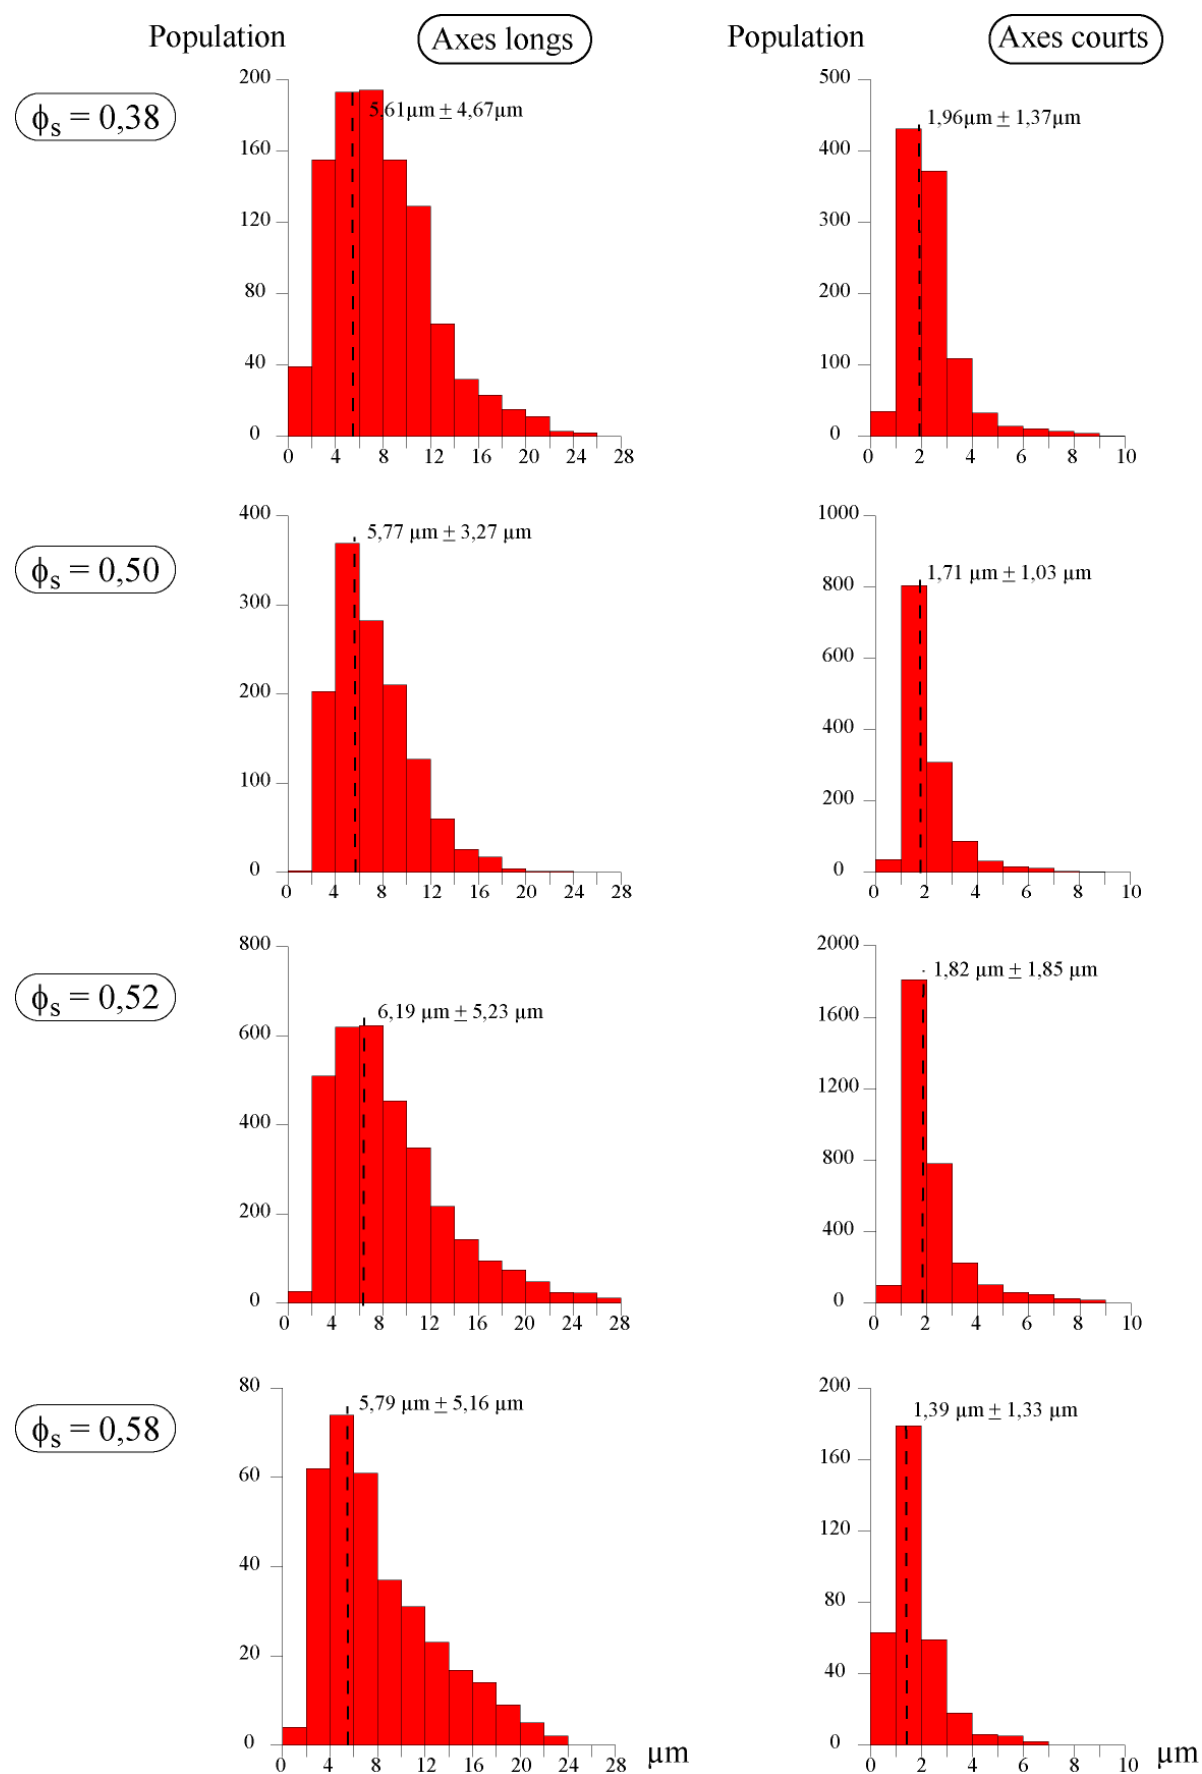 Population Axes longs Population Axes courts
ϕs = 0,38
200 160 120 80 40 0
5,61µm ± 4,67µm
0 4 8 12 16 20 24 28
500 400 300 200 100 0
1,96µm ± 1,37µm
0 2 4 6 8 10
ϕs = 0,50
400 300 200 100 0
5,77 µm ± 3,27 µm
0 4 8 12 16 20 24 28
1000 800 600 400 200 0
1,71 µm ± 1,03 µm
0 2 4 6 8 10
ϕs = 0,52
800 600 400 200 0
6,19 µm ± 5,23 µm
0 4 8 12 16 20 24 28
2000 1600 1200 800 400 0
1,82 µm ± 1,85 µm
0 2 4 6 8 10
ϕs = 0,58
80 60 40 20 0
5,79 µm ± 5,16 µm
0 4 8 12 16 20 24 28 µm
200 160 120 80 40 0
1,39 µm ± 1,33 µm
0 2 4 6 8 10 µm